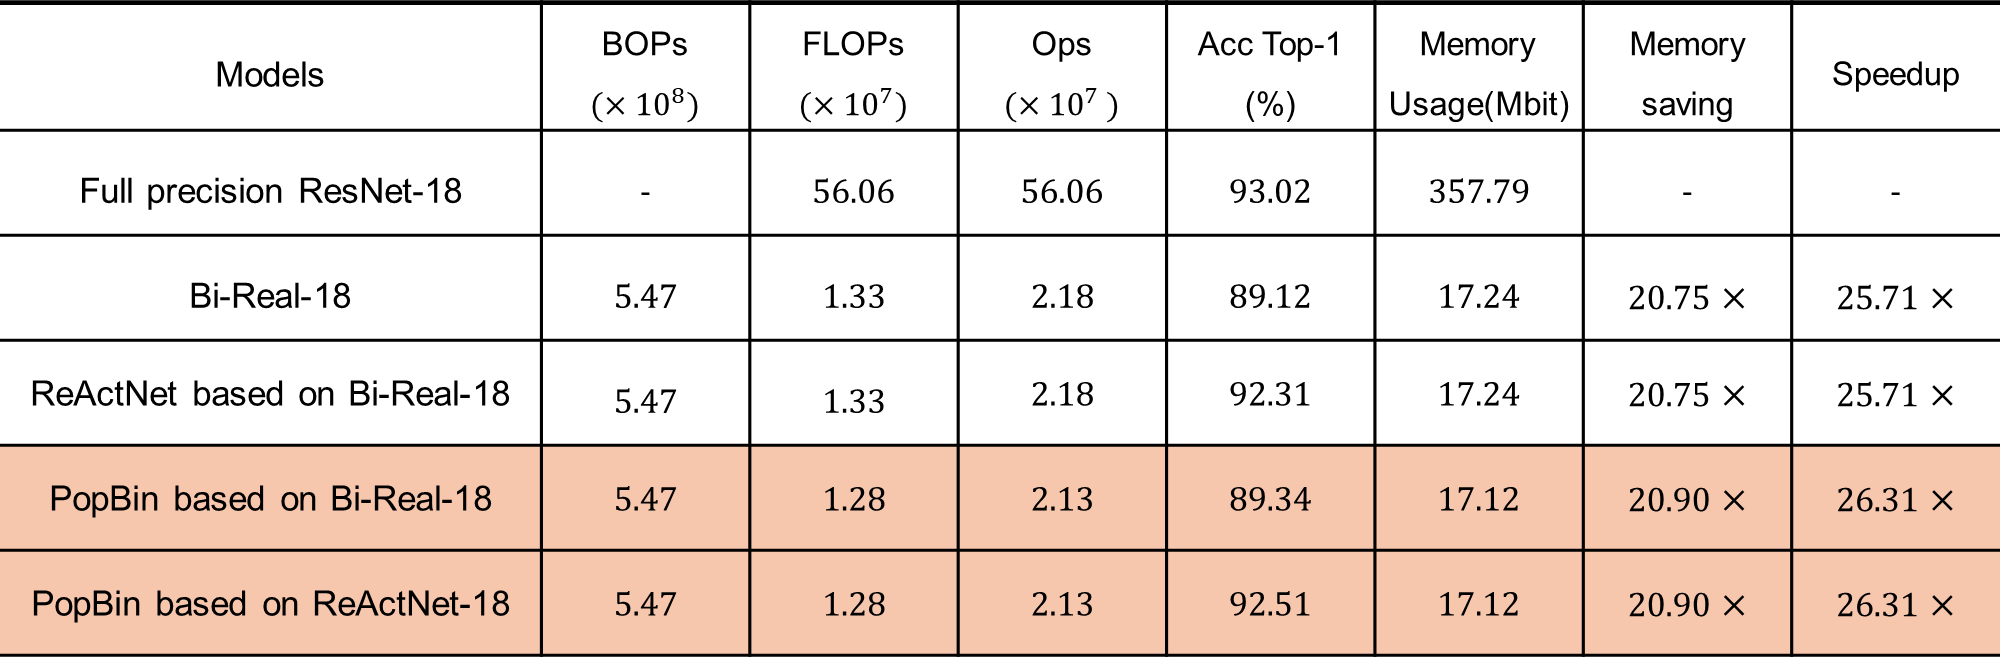 Models BOPs (× 10⁸) FLOPs (× 10⁷) Ops (× 10⁷ ) Acc Top-1 (%) Memory Usage(Mbit) Memory saving Speedup
Full precision ResNet-18 - 56.06 56.06 93.02 357.79 - -
Bi-Real-18 5.47 1.33 2.18 89.12 17.24 20.75 × 25.71 ×
ReActNet based on Bi-Real-18 5.47 1.33 2.18 92.31 17.24 20.75 × 25.71 ×
PopBin based on Bi-Real-18 5.47 1.28 2.13 89.34 17.12 20.90 × 26.31 ×
PopBin based on ReActNet-18 5.47 1.28 2.13 92.51 17.12 20.90 × 26.31 ×